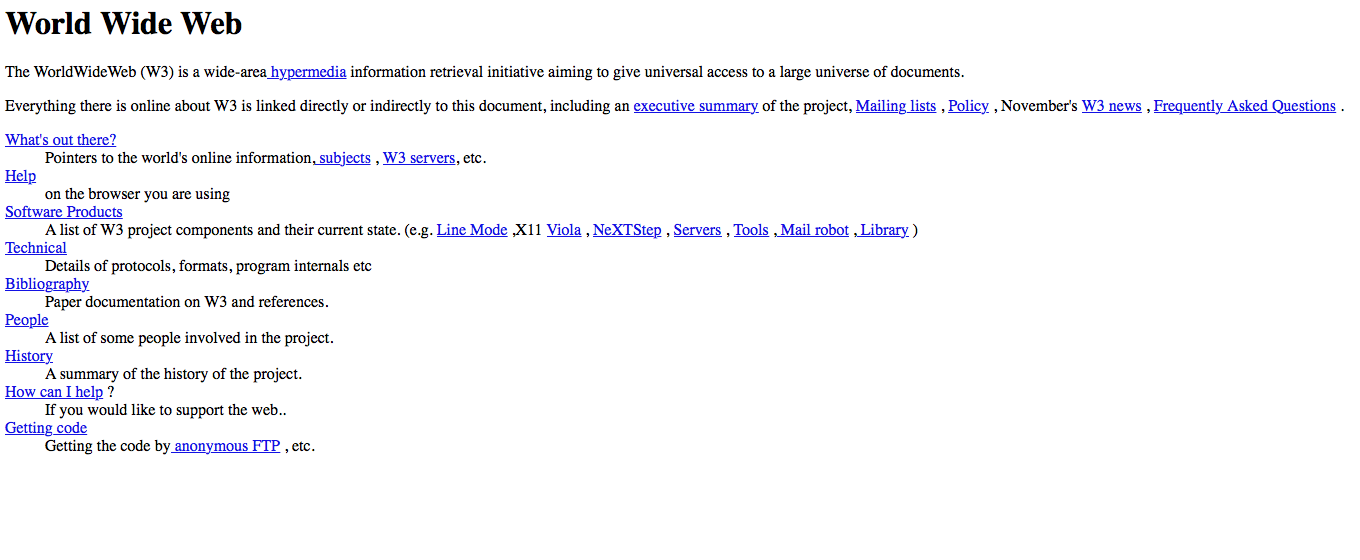 World Wide Web
The WorldWideWeb (W3) is a wide-area hypermedia information retrieval initiative aiming to give universal access to a large universe of documents.
Everything there is online about W3 is linked directly or indirectly to this document, including an executive summary of the project, Mailing lists , Policy , November's W3 news , Frequently Asked Questions .
What's out there?
Pointers to the world's online information, subjects , W3 servers, etc.
Help
on the browser you are using
Software Products
A list of W3 project components and their current state. (e.g. Line Mode ,X11 Viola , NeXTStep , Servers , Tools , Mail robot , Library )
Technical
Details of protocols, formats, program internals etc
Bibliography
Paper documentation on W3 and references.
People
A list of some people involved in the project.
History
A summary of the history of the project.
How can I help ?
If you would like to support the web..
Getting code
Getting the code by anonymous FTP , etc.